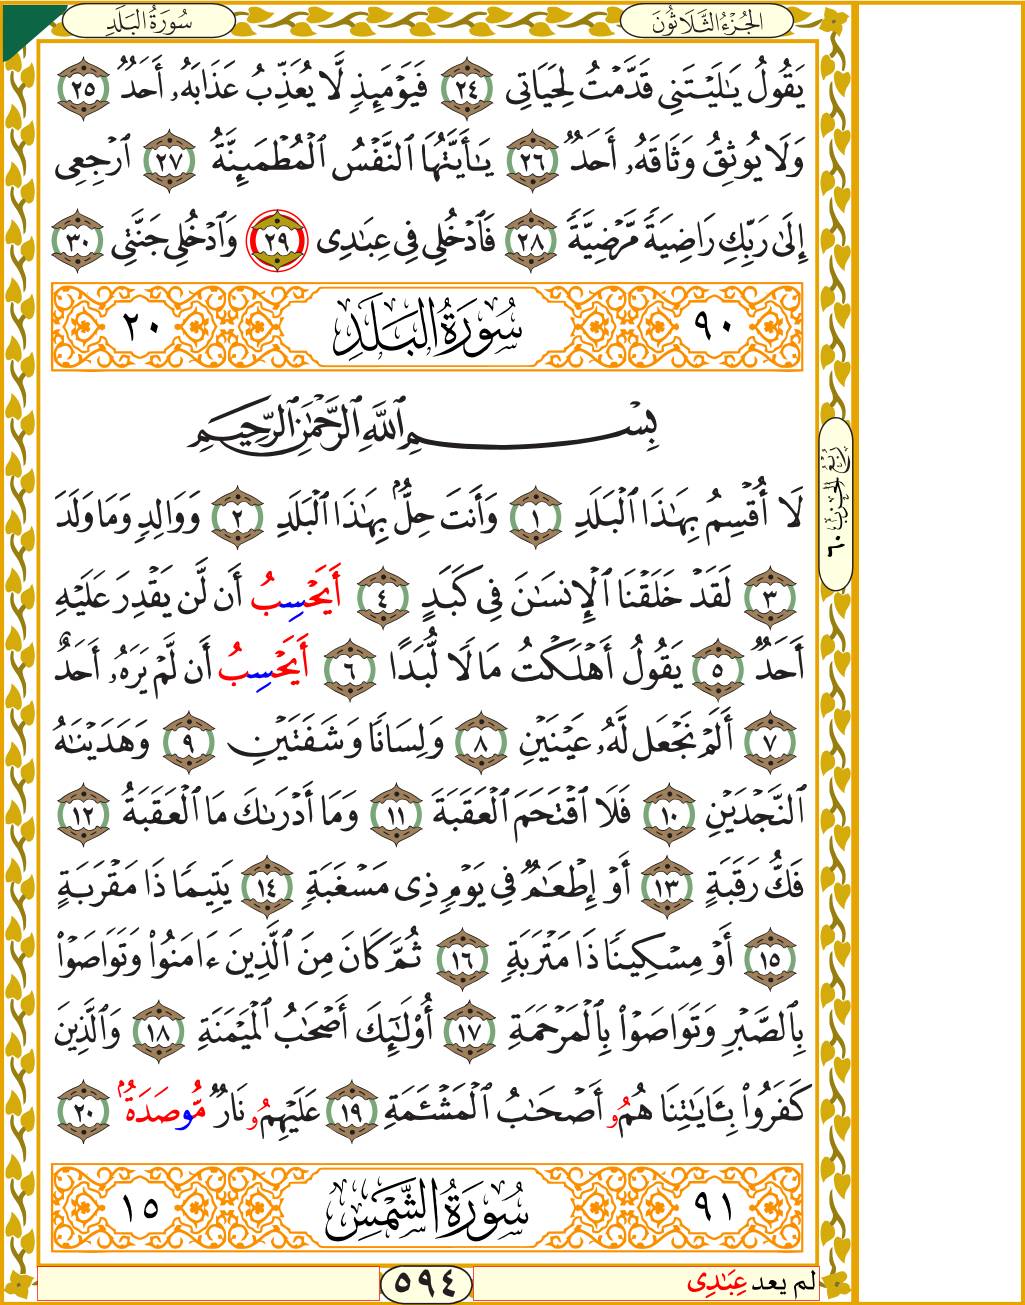 الجُزْءُ الثَّلَاثُونَ سُورَةُ البَلَدِ
يَقُولُ يَـٰلَيْتَنِى قَدَّمْتُ لِحَيَاتِى ٢٤ فَيَوْمَئِذٍ لَّا يُعَذِّبُ عَذَابَهُۥ أَحَدٌ ٢٥
وَلَا يُوثِقُ وَثَاقَهُۥ أَحَدٌ ٢٦ يَـٰأَيَّتُهَا ٱلنَّفْسُ ٱلْمُطْمَئِنَّةُ ٢٧ ٱرْجِعِى
إِلَىٰ رَبِّكِ رَاضِيَةً مَّرْضِيَّةً ٢٨ فَٱدْخُلِى فِى عِبَـٰدِى ٢٩ وَٱدْخُلِى جَنَّتِى ٣٠
٩٠ سُورَةُ البَلَدِ ٢٠
بِسْمِ ٱللَّهِ ٱلرَّحْمَـٰنِ ٱلرَّحِيمِ
لَا أُقْسِمُ بِهَـٰذَا ٱلْبَلَدِ ١ وَأَنتَ حِلٌّۢ بِهَـٰذَا ٱلْبَلَدِ ٢ وَوَالِدٍ وَمَا وَلَدَ
٣ لَقَدْ خَلَقْنَا ٱلْإِنسَـٰنَ فِى كَبَدٍ ٤ أَيَحْسِبُ أَن لَّن يَقْدِرَ عَلَيْهِ
أَحَدٌ ٥ يَقُولُ أَهْلَكْتُ مَالًا لُّبَدًا ٦ أَيَحْسِبُ أَن لَّمْ يَرَهُۥ أَحَدٌ
٧ أَلَمْ نَجْعَل لَّهُۥ عَيْنَيْنِ ٨ وَلِسَانًا وَشَفَتَيْنِ ٩ وَهَدَيْنَـٰهُ
ٱلنَّجْدَيْنِ ١٠ فَلَا ٱقْتَحَمَ ٱلْعَقَبَةَ ١١ وَمَا أَدْرَىٰكَ مَا ٱلْعَقَبَةُ ١٢
فَكُّ رَقَبَةٍ ١٣ أَوْ إِطْعَـٰمٌ فِى يَوْمٍ ذِى مَسْغَبَةٍ ١٤ يَتِيمًا ذَا مَقْرَبَةٍ
١٥ أَوْ مِسْكِينًا ذَا مَتْرَبَةٍ ١٦ ثُمَّ كَانَ مِنَ ٱلَّذِينَ ءَامَنُوا۟ وَتَوَاصَوْا۟
بِٱلصَّبْرِ وَتَوَاصَوْا۟ بِٱلْمَرْحَمَةِ ١٧ أُو۟لَـٰئِكَ أَصْحَـٰبُ ٱلْمَيْمَنَةِ ١٨ وَٱلَّذِينَ
كَفَرُوا۟ بِـَٔايَـٰتِنَا هُمُۥ أَصْحَـٰبُ ٱلْمَشْـَٔمَةِ ١٩ عَلَيْهِمُۥ نَارٌ مُّوصَدَةٌۢ ٢٠
٩١ سُورَةُ الشَّمْسِ ١٥
رُبْعُ الحِزْبِ ٦٠
لم يعد عِبَـٰدِى
٥٩٤